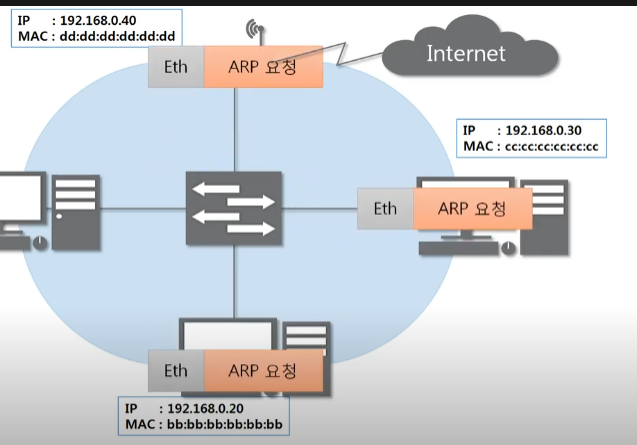 IP : 192.168.0.40
MAC : dd:dd:dd:dd:dd:dd
Eth ARP 요청
Internet
IP : 192.168.0.30
MAC : cc:cc:cc:cc:cc:cc
Eth ARP 요청
Eth ARP 요청
IP : 192.168.0.20
MAC : bb:bb:bb:bb:bb:bb